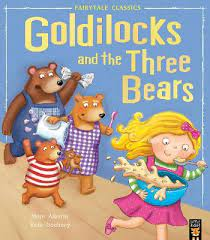 FAIRYTALE CLASSICS
Goldilocks
and the Three
Bears